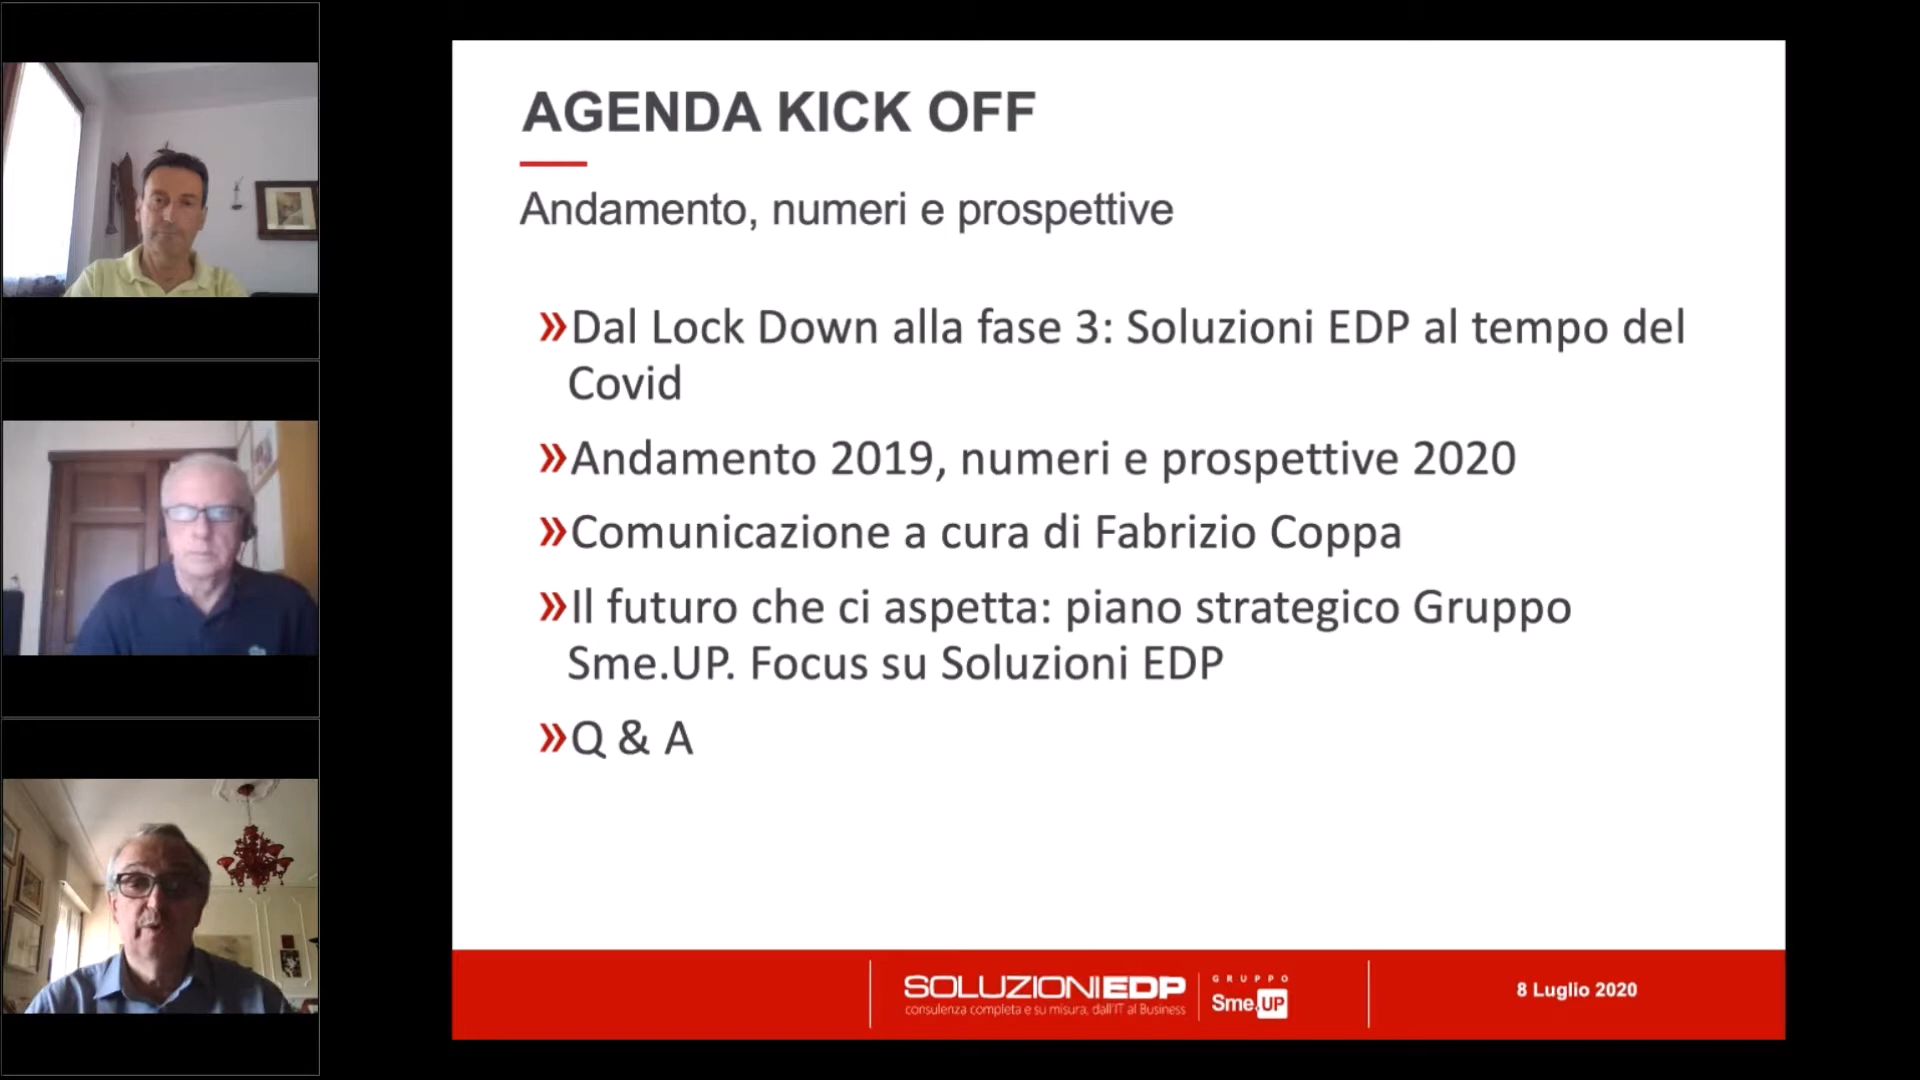 AGENDA KICK OFF
Andamento, numeri e prospettive
»Dal Lock Down alla fase 3: Soluzioni EDP al tempo del
Covid
»Andamento 2019, numeri e prospettive 2020
»Comunicazione a cura di Fabrizio Coppa
»Il futuro che ci aspetta: piano strategico Gruppo
Sme.UP. Focus su Soluzioni EDP
»Q & A
SOLUZIONIEDP
consulenza completa e su misura, dall'IT al Business
GRUPPO
Sme.UP
8 Luglio 2020